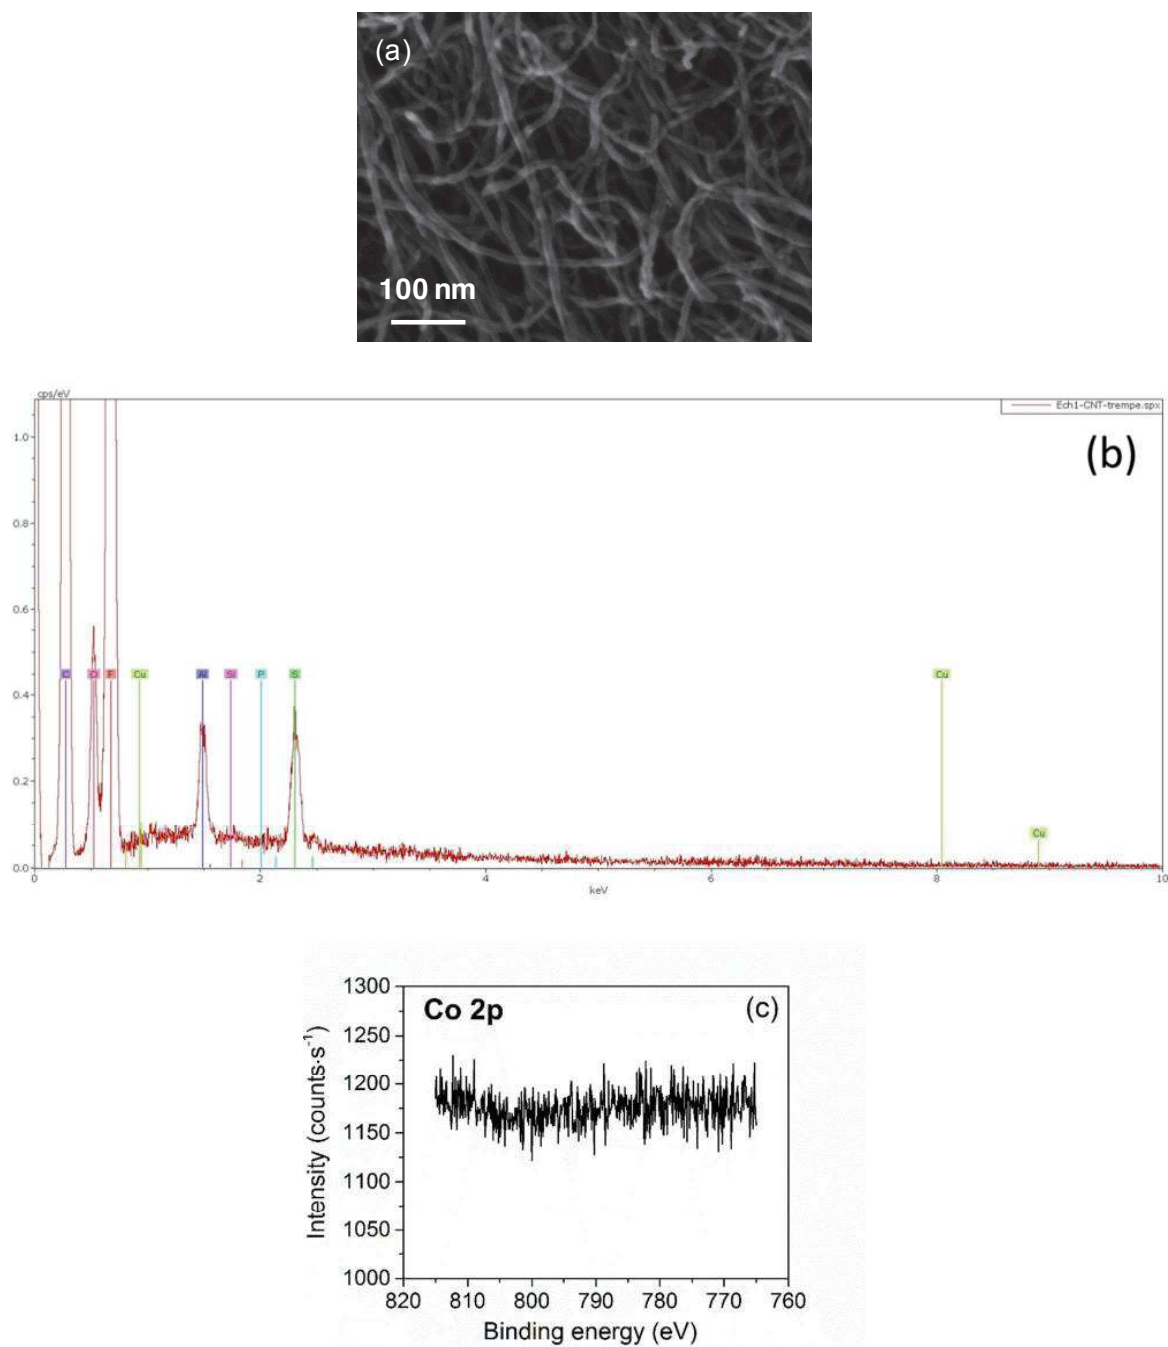 (a)
100 nm
cps/eV
Ech1-CNT-trempe.spx
(b)
1.0
0.8
0.6
0.4
0.2
0.0
C O F Cu Al Si P S Cu
Cu
0 2 4 6 8 10
keV
Co 2p (c)
1300
1250
1200
1150
1100
1050
1000
Intensity (counts·s⁻¹)
820 810 800 790 780 770 760
Binding energy (eV)